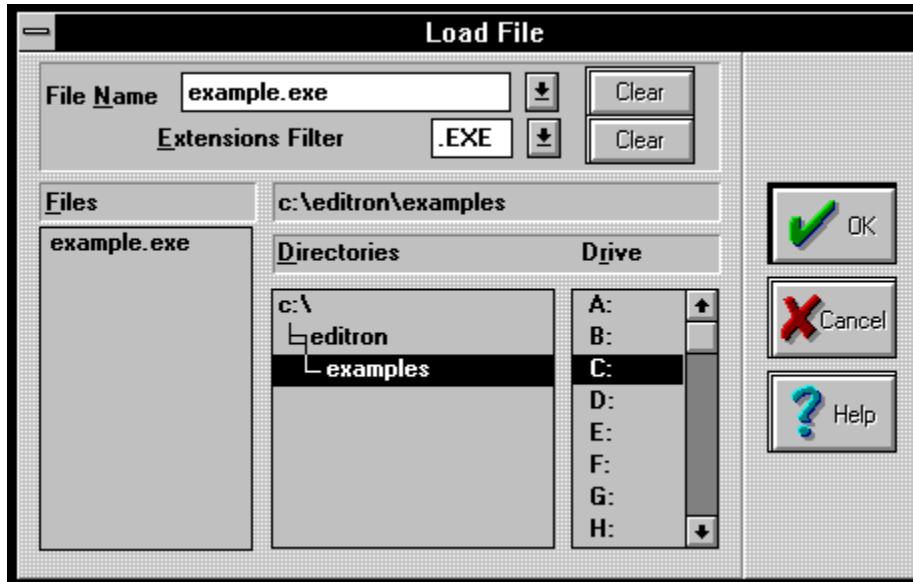 Load File
File Name example.exe Clear
Extensions Filter .EXE Clear
Files
example.exe
c:\editron\examples
Directories Drive
c:\
editron
examples
A:
B:
C:
D:
E:
F:
G:
H:
OK
Cancel
Help